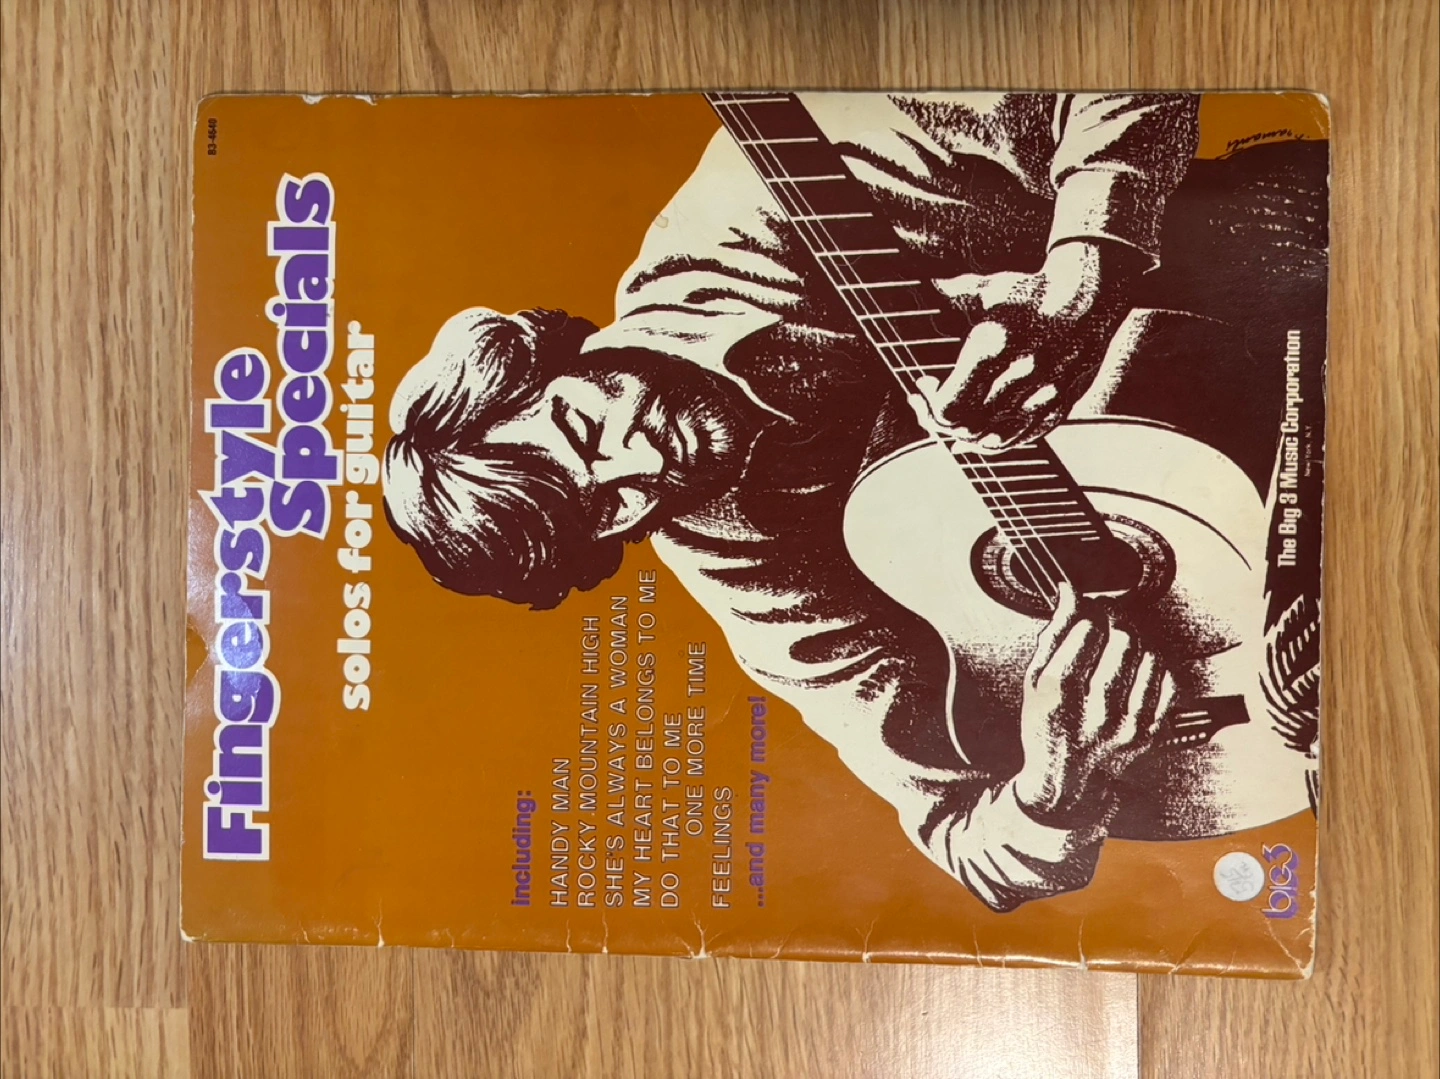 B3-4640
Fingerstyle
Specials
solos for guitar
including:
HANDY MAN
ROCKY MOUNTAIN HIGH
SHE'S ALWAYS A WOMAN
MY HEART BELONGS TO ME
DO THAT TO ME
ONE MORE TIME
FEELINGS
...and many more!
big3
The Big 3 Music Corporation
New York, N.Y.